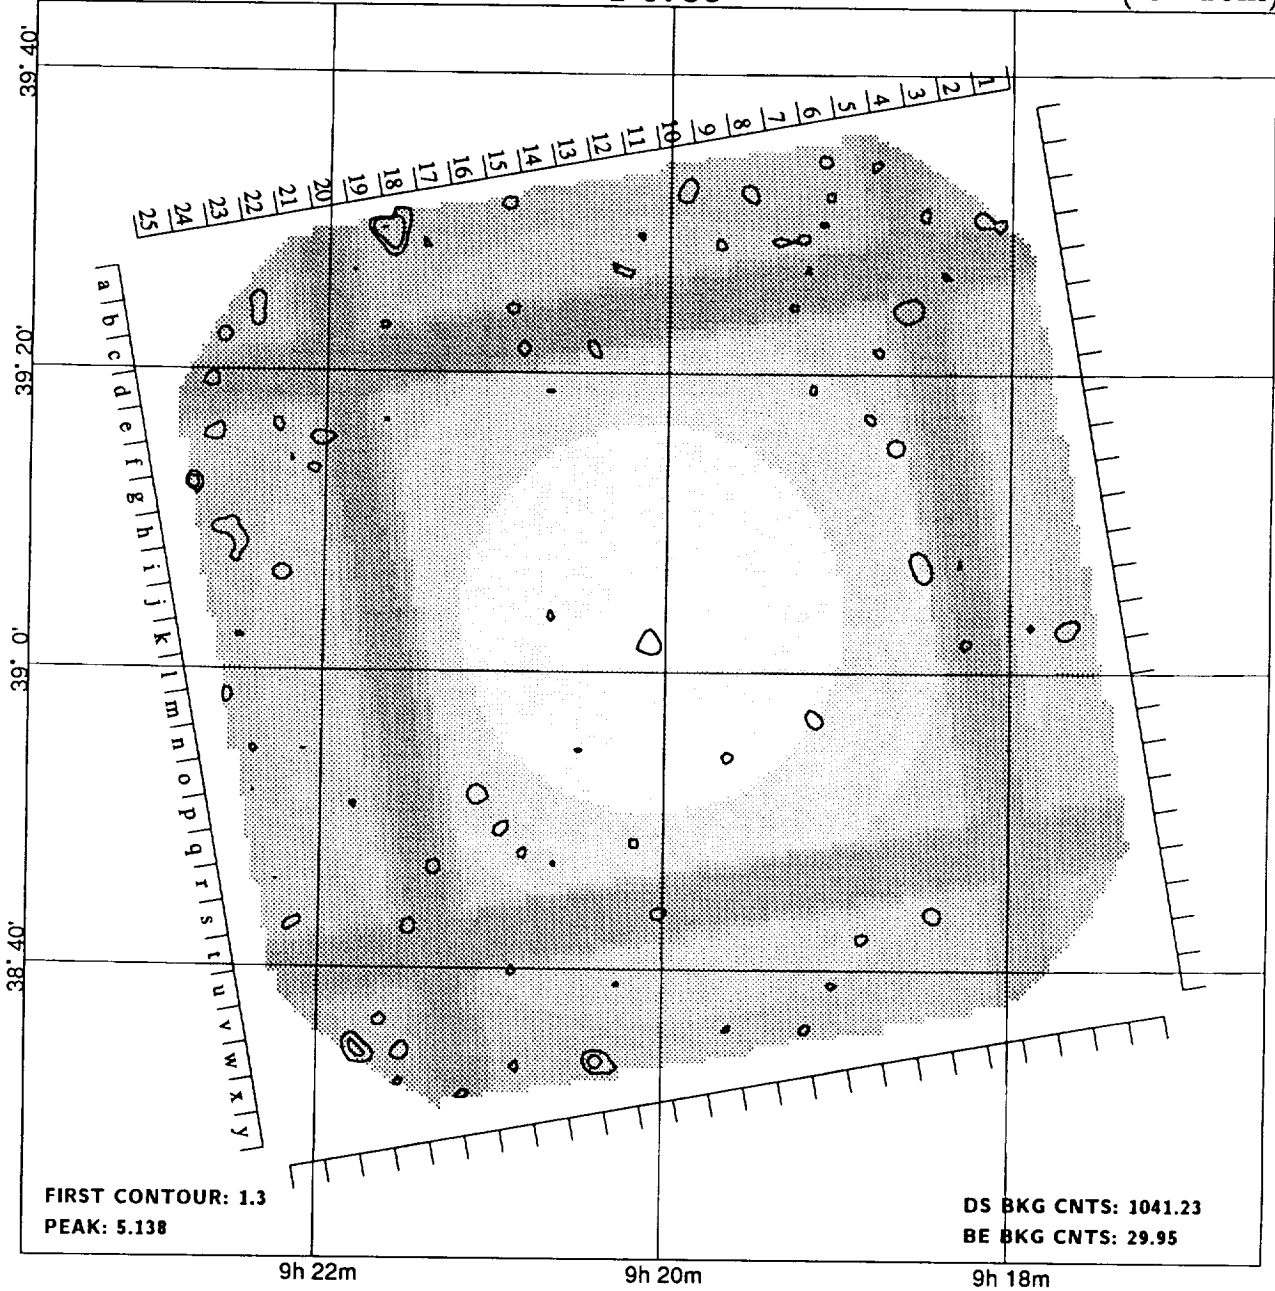 39° 40'
1
2
3
4
5
6
7
8
9
10
11
12
13
14
15
16
17
18
19
20
21
22
23
24
25
39° 20'
a
b
c
d
e
f
g
h
i
j
k
l
m
n
o
p
q
r
s
t
u
v
w
x
y
39° 0'
38° 40'
FIRST CONTOUR: 1.3
PEAK: 5.138
DS BKG CNTS: 1041.23
BE BKG CNTS: 29.95
9h 22m
9h 20m
9h 18m